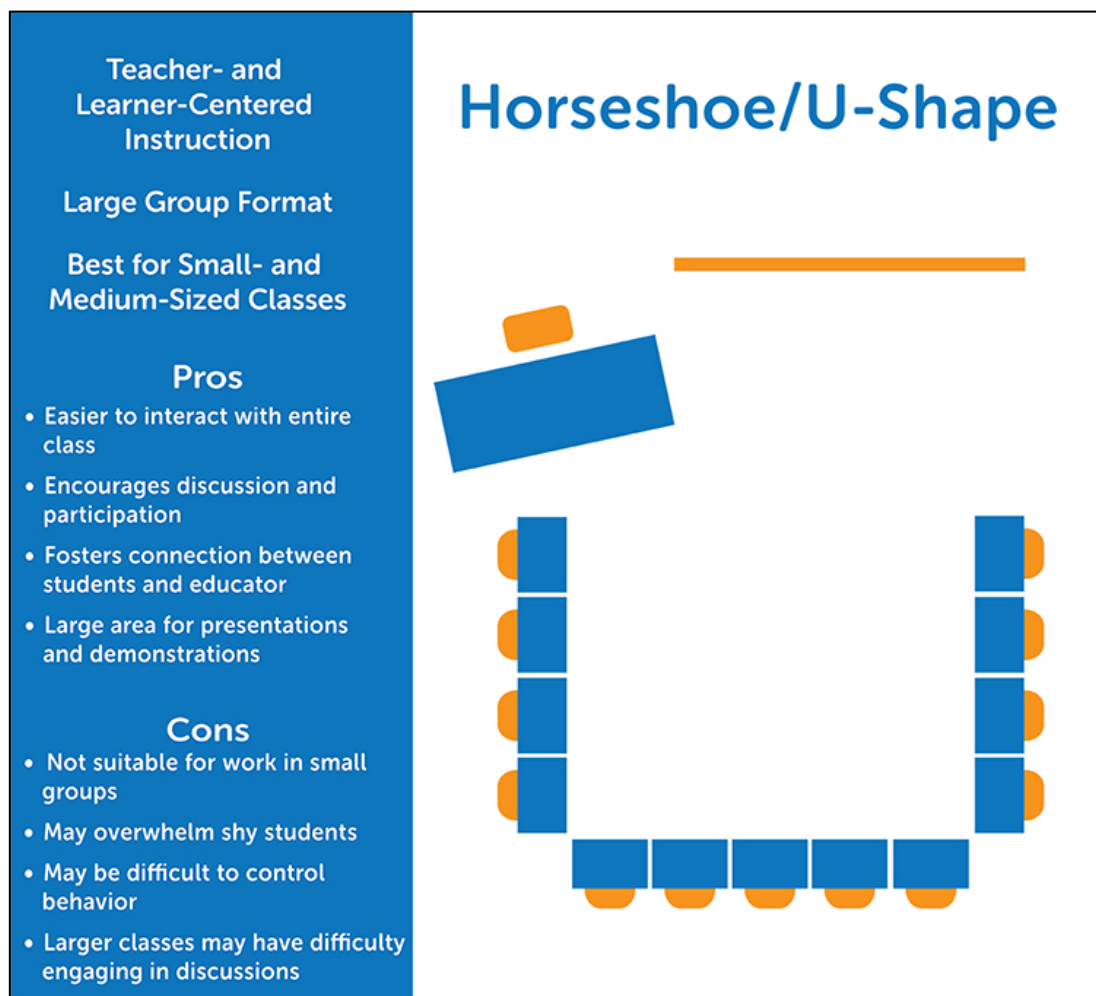 Teacher- and
Learner-Centered
Instruction
Large Group Format
Best for Small- and
Medium-Sized Classes
Pros
• Easier to interact with entire
class
• Encourages discussion and
participation
• Fosters connection between
students and educator
• Large area for presentations
and demonstrations
Cons
• Not suitable for work in small
groups
• May overwhelm shy students
• May be difficult to control
behavior
• Larger classes may have difficulty
engaging in discussions
Horseshoe/U-Shape